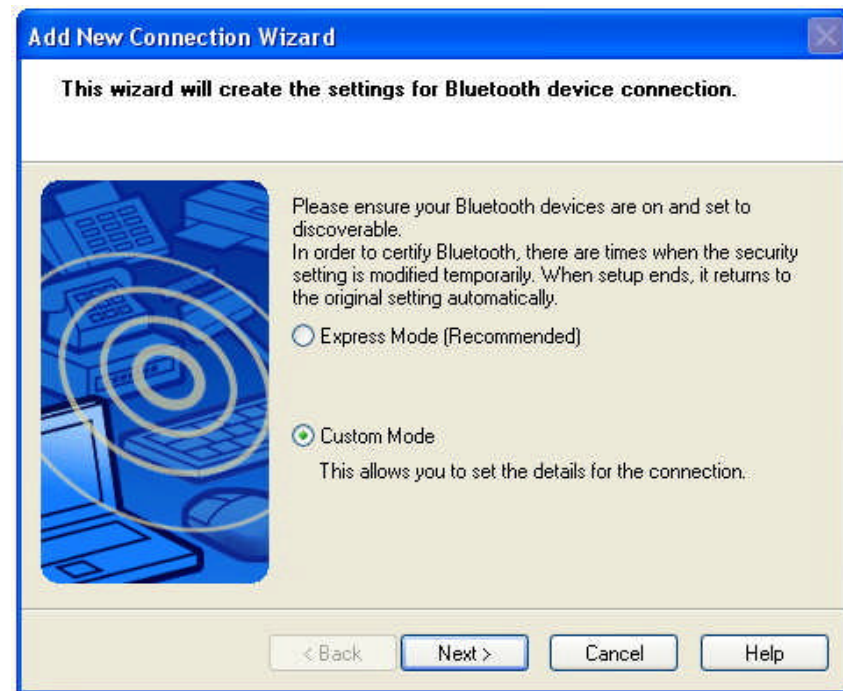 Add New Connection Wizard
This wizard will create the settings for Bluetooth device connection.
Please ensure your Bluetooth devices are on and set to
discoverable.
In order to certify Bluetooth, there are times when the security
setting is modified temporarily. When setup ends, it returns to
the original setting automatically.
Express Mode (Recommended)
Custom Mode
This allows you to set the details for the connection.
< Back
Next >
Cancel
Help